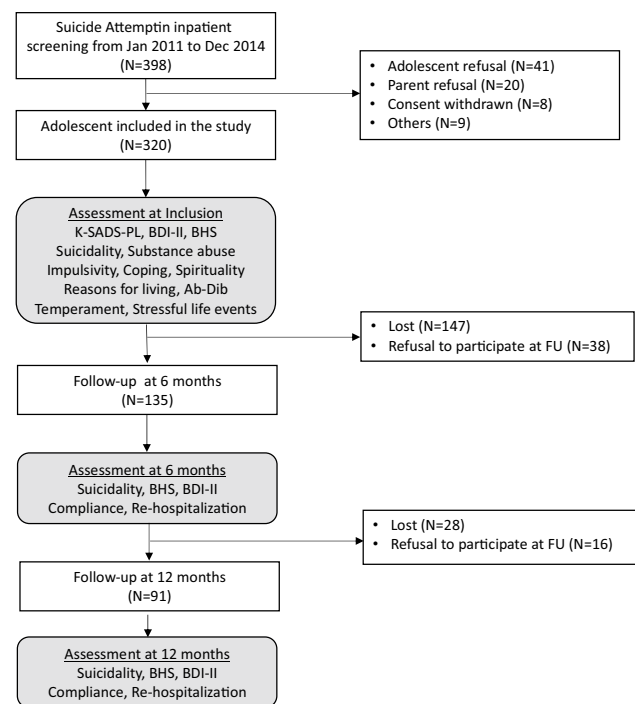 Suicide Attemptin inpatient
screening from Jan 2011 to Dec 2014
(N=398)
• Adolescent refusal (N=41)
• Parent refusal (N=20)
• Consent withdrawn (N=8)
• Others (N=9)
Adolescent included in the study
(N=320)
Assessment at Inclusion
K-SADS-PL, BDI-II, BHS
Suicidality, Substance abuse
Impulsivity, Coping, Spirituality
Reasons for living, Ab-Dib
Temperament, Stressful life events
• Lost (N=147)
• Refusal to participate at FU (N=38)
Follow-up at 6 months
(N=135)
Assessment at 6 months
Suicidality, BHS, BDI-II
Compliance, Re-hospitalization
• Lost (N=28)
• Refusal to participate at FU (N=16)
Follow-up at 12 months
(N=91)
Assessment at 12 months
Suicidality, BHS, BDI-II
Compliance, Re-hospitalization